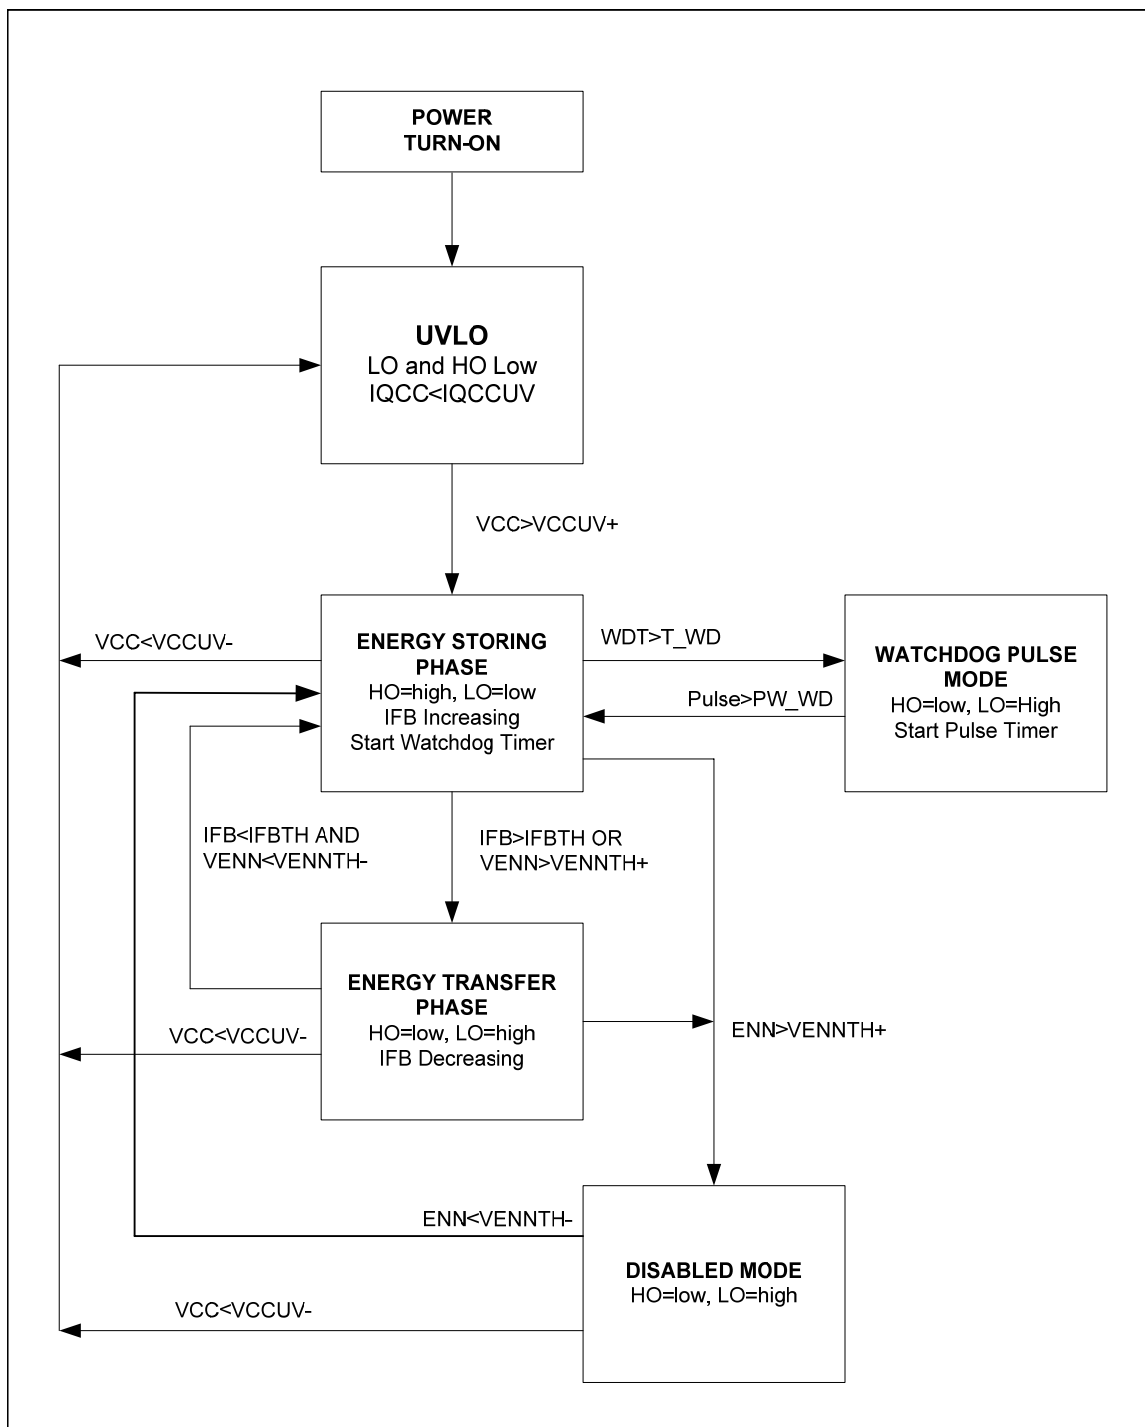 POWER
TURN-ON
UVLO
LO and HO Low
IQCC<IQCCUV
VCC>VCCUV+
VCC<VCCUV-
ENERGY STORING
PHASE
HO=high, LO=low
IFB Increasing
Start Watchdog Timer
WDT>T_WD
Pulse>PW_WD
WATCHDOG PULSE
MODE
HO=low, LO=High
Start Pulse Timer
IFB<IFBTH AND
VENN<VENNTH-
IFB>IFBTH OR
VENN>VENNTH+
ENERGY TRANSFER
PHASE
HO=low, LO=high
IFB Decreasing
VCC<VCCUV-
ENN>VENNTH+
ENN<VENNTH-
DISABLED MODE
HO=low, LO=high
VCC<VCCUV-